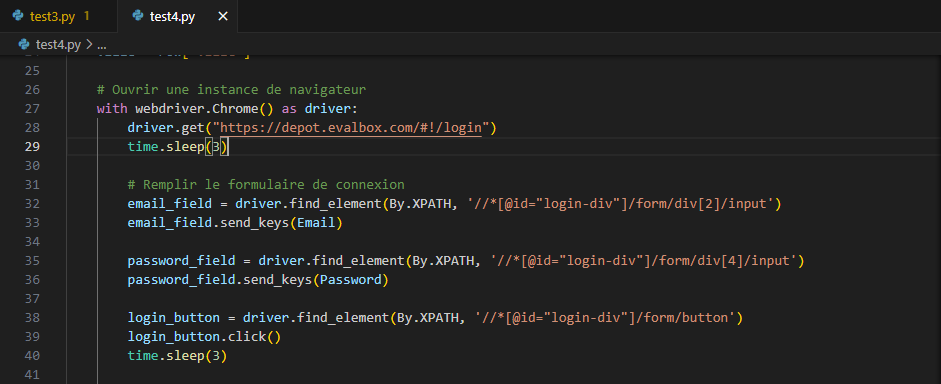 test3.py 1 test4.py ×
test4.py > ...
25
26 # Ouvrir une instance de navigateur
27 with webdriver.Chrome() as driver:
28 driver.get("https://depot.evalbox.com/#!/login")
29 time.sleep(3)
30
31 # Remplir le formulaire de connexion
32 email_field = driver.find_element(By.XPATH, '//*[@id="login-div"]/form/div[2]/input')
33 email_field.send_keys(Email)
34
35 password_field = driver.find_element(By.XPATH, '//*[@id="login-div"]/form/div[4]/input')
36 password_field.send_keys(Password)
37
38 login_button = driver.find_element(By.XPATH, '//*[@id="login-div"]/form/button')
39 login_button.click()
40 time.sleep(3)
41